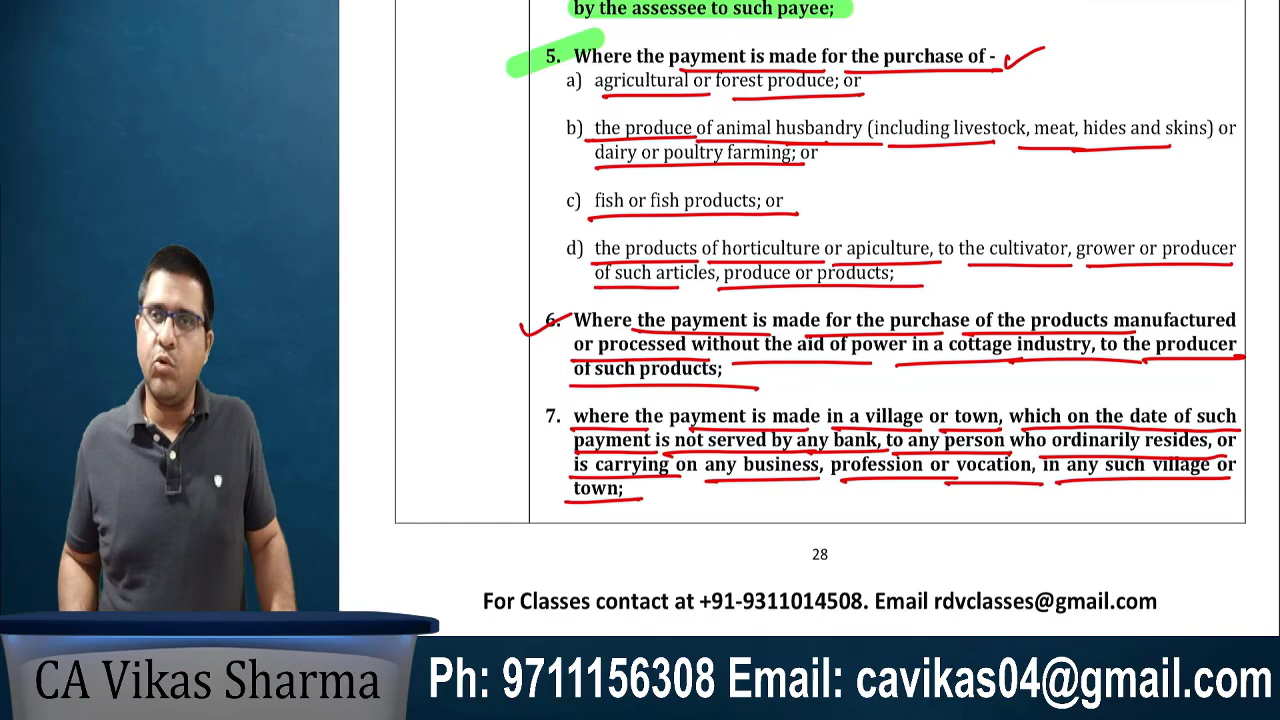 by the assessee to such payee;
5. Where the payment is made for the purchase of -
a) agricultural or forest produce; or
b) the produce of animal husbandry (including livestock, meat, hides and skins) or
dairy or poultry farming; or
c) fish or fish products; or
d) the products of horticulture or apiculture, to the cultivator, grower or producer
of such articles, produce or products;
6. Where the payment is made for the purchase of the products manufactured
or processed without the aid of power in a cottage industry, to the producer
of such products;
7. where the payment is made in a village or town, which on the date of such
payment is not served by any bank, to any person who ordinarily resides, or
is carrying on any business, profession or vocation, in any such village or
town;
28
For Classes contact at +91-9311014508. Email rdvclasses@gmail.com
CA Vikas Sharma
Ph: 9711156308 Email: cavikas04@gmail.com